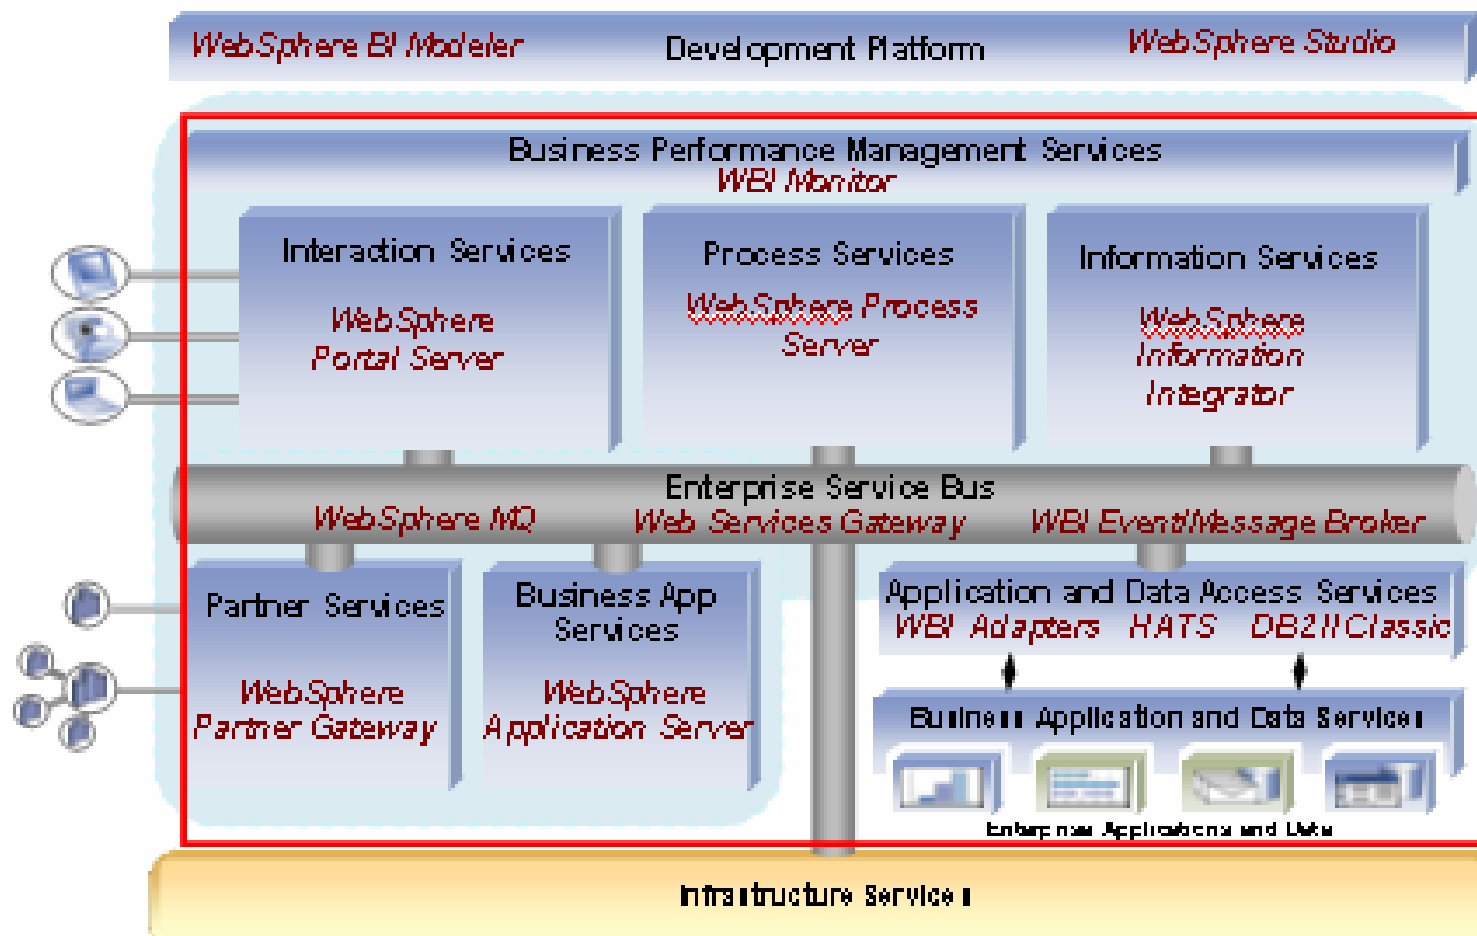 WebSphere BI Modeler Development Platform WebSphere Studio
Business Performance Management Services
WBI Monitor
Interaction Services
WebSphere
Portal Server
Process Services
WebSphere Process
Server
Information Services
WebSphere
Information
Integrator
Enterprise Service Bus
WebSphere MQ Web Services Gateway WBI Event/Message Broker
Partner Services
WebSphere
Partner Gateway
Business App
Services
WebSphere
Application Server
Application and Data Access Services
WBI Adapters HATS DB2 II Classic
Business Application and Data Services
Enterprise Applications and Data
Infrastructure Services